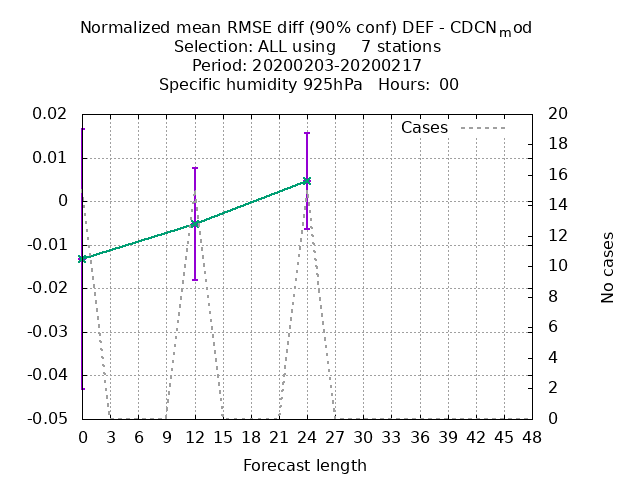 Normalized mean RMSE diff (90% conf) DEF - CDCNmod
Selection: ALL using     7 stations
Period: 20200203-20200217
Specific humidity 925hPa   Hours:  00
0.02
0.01
0
-0.01
-0.02
-0.03
-0.04
-0.05
Cases
20
18
16
14
12
10
8
6
4
2
0
No cases
0 3 6 9 12 15 18 21 24 27 30 33 36 39 42 45 48
Forecast length